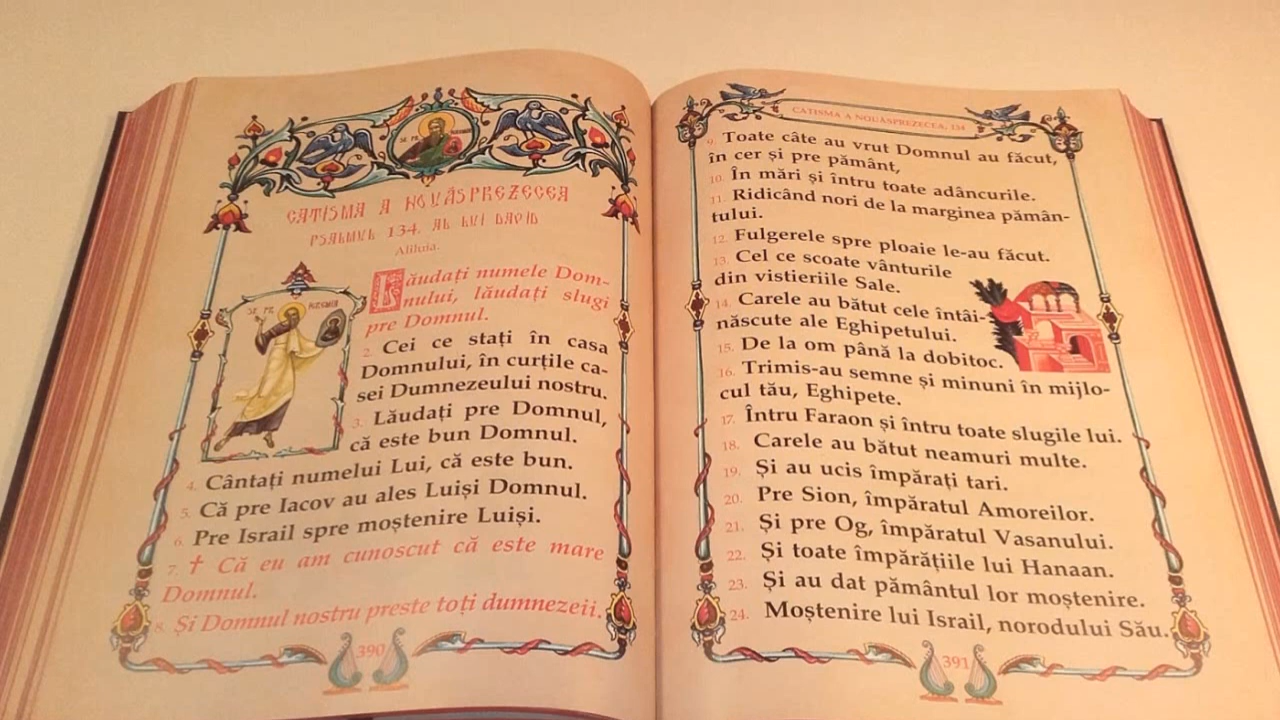 CATISMA A NOUĂSPREZECEA
PSALMUL 134, AL LUI DAVID
Aliluia.
Lăudați numele Dom-
nului, lăudați slugi
pre Domnul.
2. Cei ce stați în casa
Domnului, în curțile ca-
sei Dumnezeului nostru.
3. Lăudați pre Domnul,
că este bun Domnul.
4. Cântați numelui Lui, că este bun.
5. Că pre Iacov au ales Luiși Domnul.
6. Pre Israil spre moștenire Luiși.
7. † Că eu am cunoscut că este mare
Domnul.
8. Și Domnul nostru preste toți dumnezeii.
390
CATISMA A NOUĂSPREZECEA, 134
9. Toate câte au vrut Domnul au făcut,
în cer și pre pământ,
10. În mări și întru toate adâncurile.
11. Ridicând nori de la marginea pămân-
tului.
12. Fulgerele spre ploaie le-au făcut.
13. Cel ce scoate vânturile
din vistieriile Sale.
14. Carele au bătut cele întâi-
născute ale Eghipetului.
15. De la om până la dobitoc.
16. Trimis-au semne și minuni în mijlo-
cul tău, Eghipete.
17. Întru Faraon și întru toate slugile lui.
18. Carele au bătut neamuri multe.
19. Și au ucis împărați tari.
20. Pre Sion, împăratul Amoreilor.
21. Și pre Og, împăratul Vasanului.
22. Și toate împărățiile lui Hanaan.
23. Și au dat pământul lor moștenire.
24. Moștenire lui Israil, norodului Său.
391